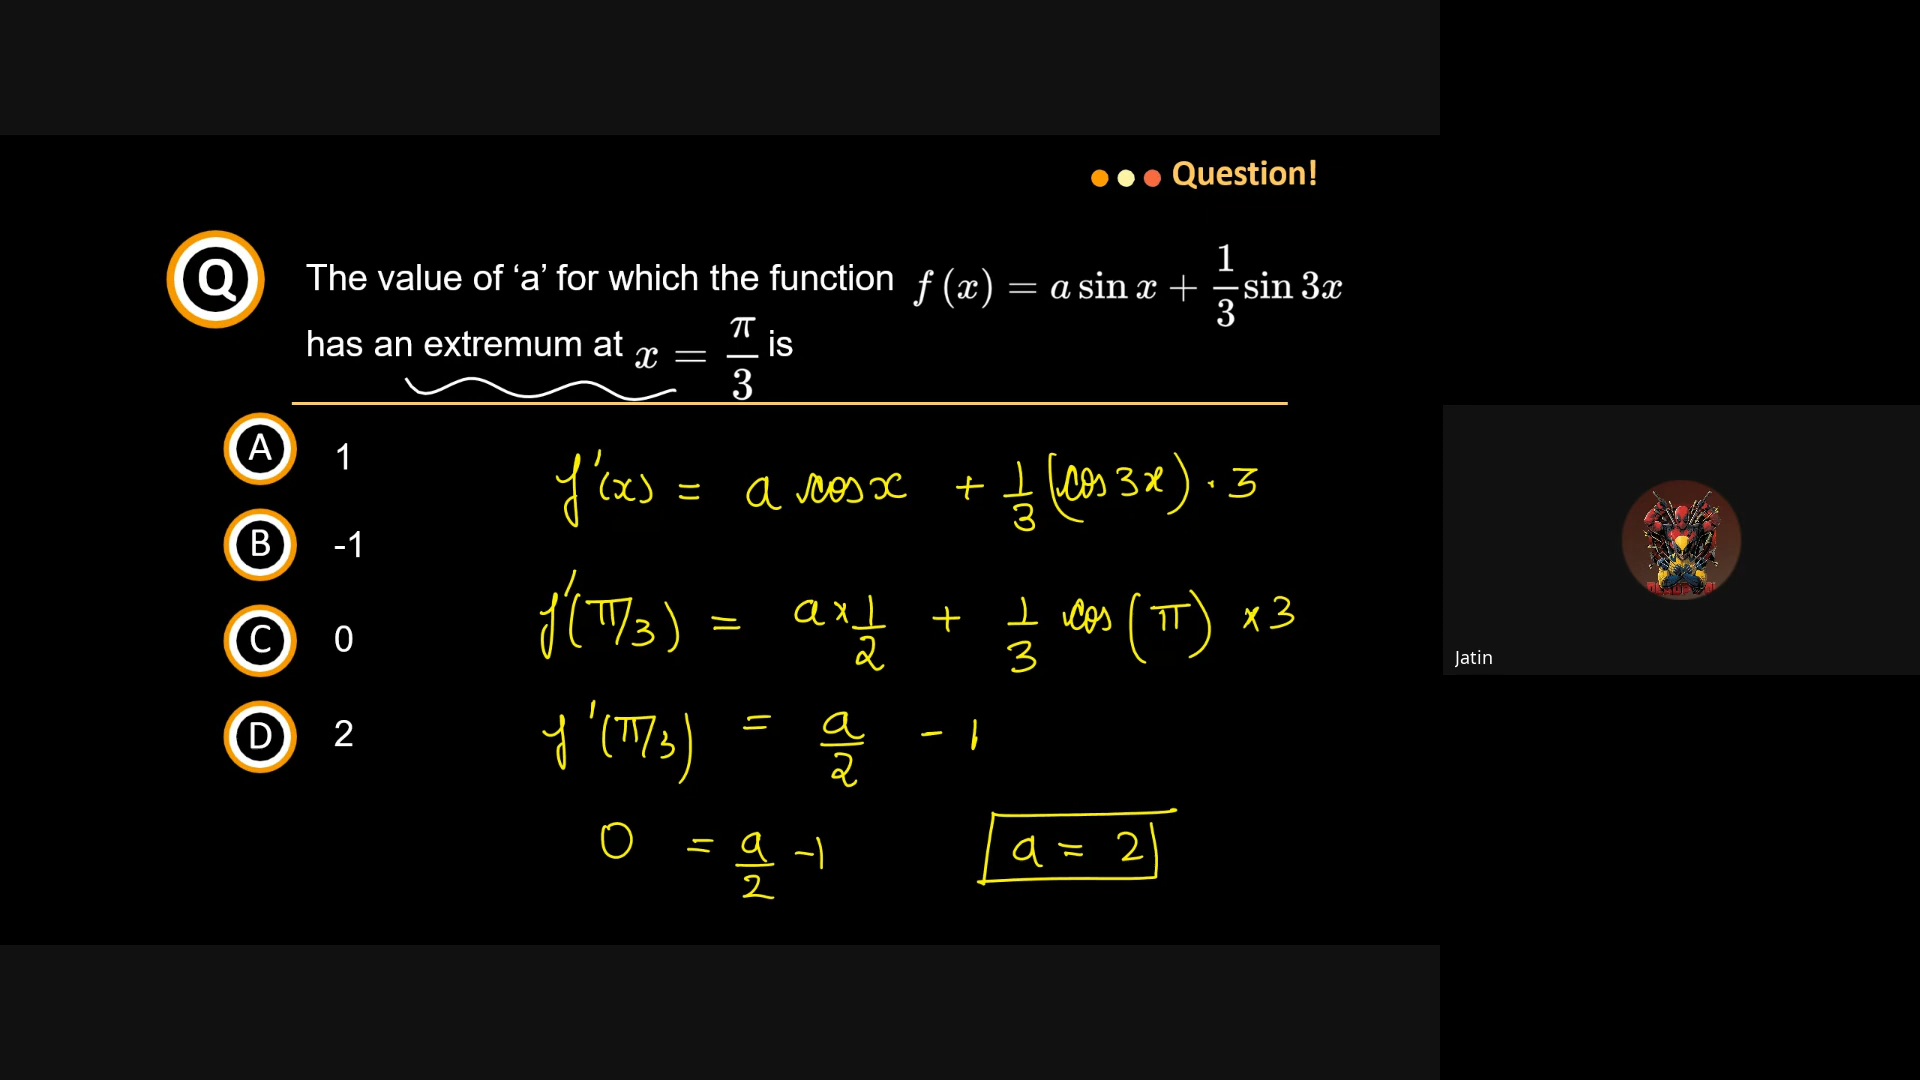 Question!
Q
The value of ‘a’ for which the function f (x) = a sin x + 1/3 sin 3x
has an extremum at x = π/3 is
A 1
B -1
C 0
D 2
f'(x) = a cos x + 1/3 (cos 3x) · 3
f'(π/3) = a × 1/2 + 1/3 cos (π) × 3
f'(π/3) = a/2 - 1
0 = a/2 - 1
a = 2
Jatin